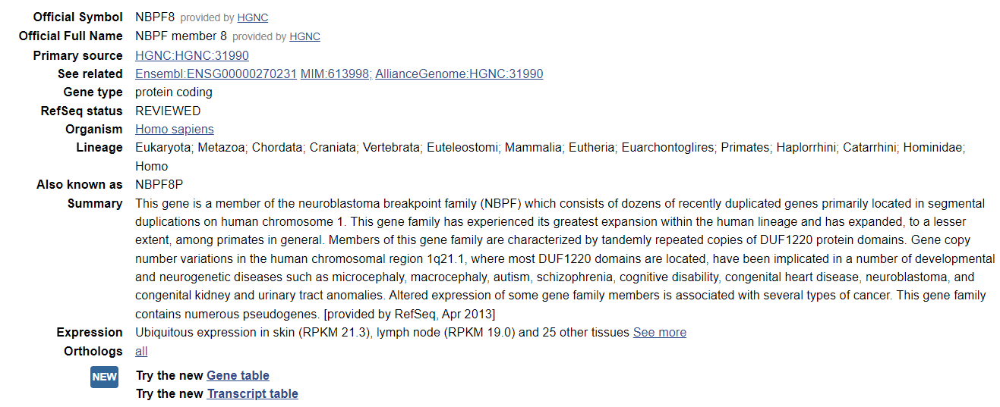 Official Symbol NBPF8 provided by HGNC
Official Full Name NBPF member 8 provided by HGNC
Primary source HGNC:HGNC:31990
See related Ensembl:ENSG00000270231 MIM:613998; AllianceGenome:HGNC:31990
Gene type protein coding
RefSeq status REVIEWED
Organism Homo sapiens
Lineage Eukaryota; Metazoa; Chordata; Craniata; Vertebrata; Euteleostomi; Mammalia; Eutheria; Euarchontoglires; Primates; Haplorrhini; Catarrhini; Hominidae;
Homo
Also known as NBPF8P
Summary This gene is a member of the neuroblastoma breakpoint family (NBPF) which consists of dozens of recently duplicated genes primarily located in segmental
duplications on human chromosome 1. This gene family has experienced its greatest expansion within the human lineage and has expanded, to a lesser
extent, among primates in general. Members of this gene family are characterized by tandemly repeated copies of DUF1220 protein domains. Gene copy
number variations in the human chromosomal region 1q21.1, where most DUF1220 domains are located, have been implicated in a number of developmental
and neurogenetic diseases such as microcephaly, macrocephaly, autism, schizophrenia, cognitive disability, congenital heart disease, neuroblastoma, and
congenital kidney and urinary tract anomalies. Altered expression of some gene family members is associated with several types of cancer. This gene family
contains numerous pseudogenes. [provided by RefSeq, Apr 2013]
Expression Ubiquitous expression in skin (RPKM 21.3), lymph node (RPKM 19.0) and 25 other tissues See more
Orthologs all
NEW Try the new Gene table
Try the new Transcript table